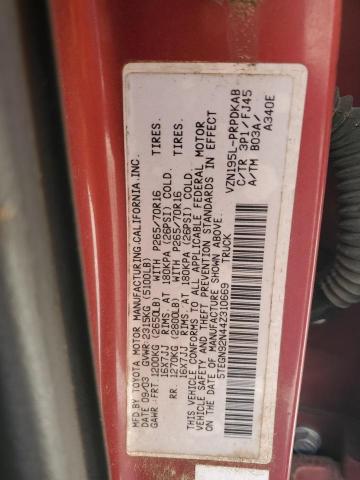 MFD. BY TOYOTA MOTOR MANUFACTURING, CALIFORNIA, INC.
DATE 09/03 GVWR 2315KG (5100LB)
GAWR: FRT 1200KG (2650LB) WITH P265/70R16 TIRES,
16X7JJ RIMS, AT 180KPA (26PSI) COLD.
RR. 1270KG (2800LB) WITH P265/70R16 TIRES,
16X7JJ RIMS, AT 180KPA (26PSI) COLD.
THIS VEHICLE CONFORMS TO ALL APPLICABLE FEDERAL MOTOR
VEHICLE SAFETY AND THEFT PREVENTION STANDARDS IN EFFECT
ON THE DATE OF MANUFACTURE SHOWN ABOVE.
5TEGN92N44Z310669 TRUCK
VZN195L-PRPDKAB
C/TR 3P1/FJ45
A/TM B03A/
A340E